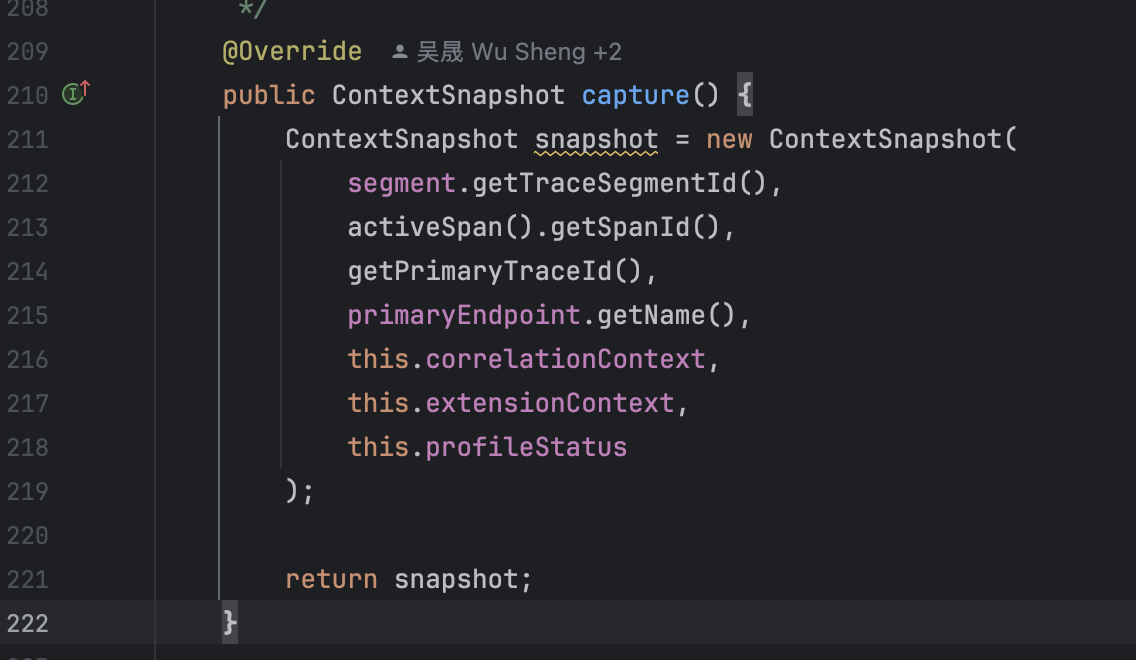 208 */
209 @Override 吴晟 Wu Sheng +2
210 public ContextSnapshot capture() {
211 ContextSnapshot snapshot = new ContextSnapshot(
212 segment.getTraceSegmentId(),
213 activeSpan().getSpanId(),
214 getPrimaryTraceId(),
215 primaryEndpoint.getName(),
216 this.correlationContext,
217 this.extensionContext,
218 this.profileStatus
219 );
220
221 return snapshot;
222 }